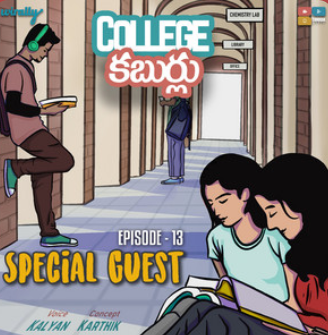 COLLEGE
కబుర్లు
CHEMISTRY LAB
LIBRARY
OFFICE
EPISODE - 13
SPECIAL GUEST
Voice Concept
KALYAN KARTHIK